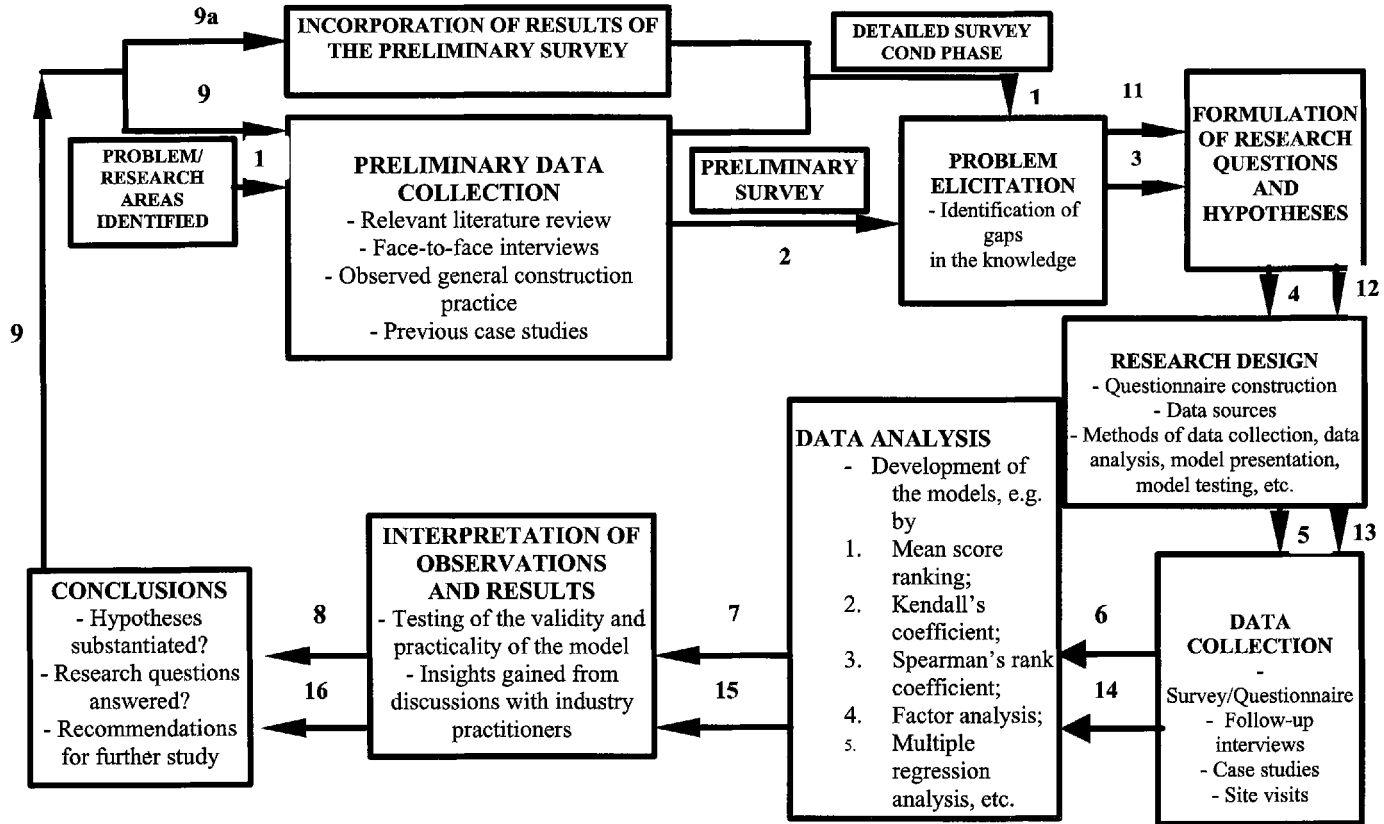 9a
INCORPORATION OF RESULTS OF
THE PRELIMINARY SURVEY
DETAILED SURVEY
COND PHASE
9
1
11
FORMULATION
OF RESEARCH
QUESTIONS
AND
HYPOTHESES
PROBLEM/
RESEARCH
AREAS
IDENTIFIED
1
PRELIMINARY DATA
COLLECTION
- Relevant literature review
- Face-to-face interviews
- Observed general construction
practice
- Previous case studies
PRELIMINARY
SURVEY
2
PROBLEM
ELICITATION
- Identification of
gaps
in the knowledge
3
4
12
9
RESEARCH DESIGN
- Questionnaire construction
- Data sources
- Methods of data collection, data
analysis, model presentation,
model testing, etc.
5
13
DATA COLLECTION
-
Survey/Questionnaire
- Follow-up
interviews
- Case studies
- Site visits
6
14
DATA ANALYSIS
- Development of
the models, e.g.
by
1. Mean score
ranking;
2. Kendall's
coefficient;
3. Spearman's rank
coefficient;
4. Factor analysis;
5. Multiple
regression
analysis, etc.
7
15
INTERPRETATION OF
OBSERVATIONS
AND RESULTS
- Testing of the validity and
practicality of the model
- Insights gained from
discussions with industry
practitioners
8
16
CONCLUSIONS
- Hypotheses
substantiated?
- Research questions
answered?
- Recommendations
for further study